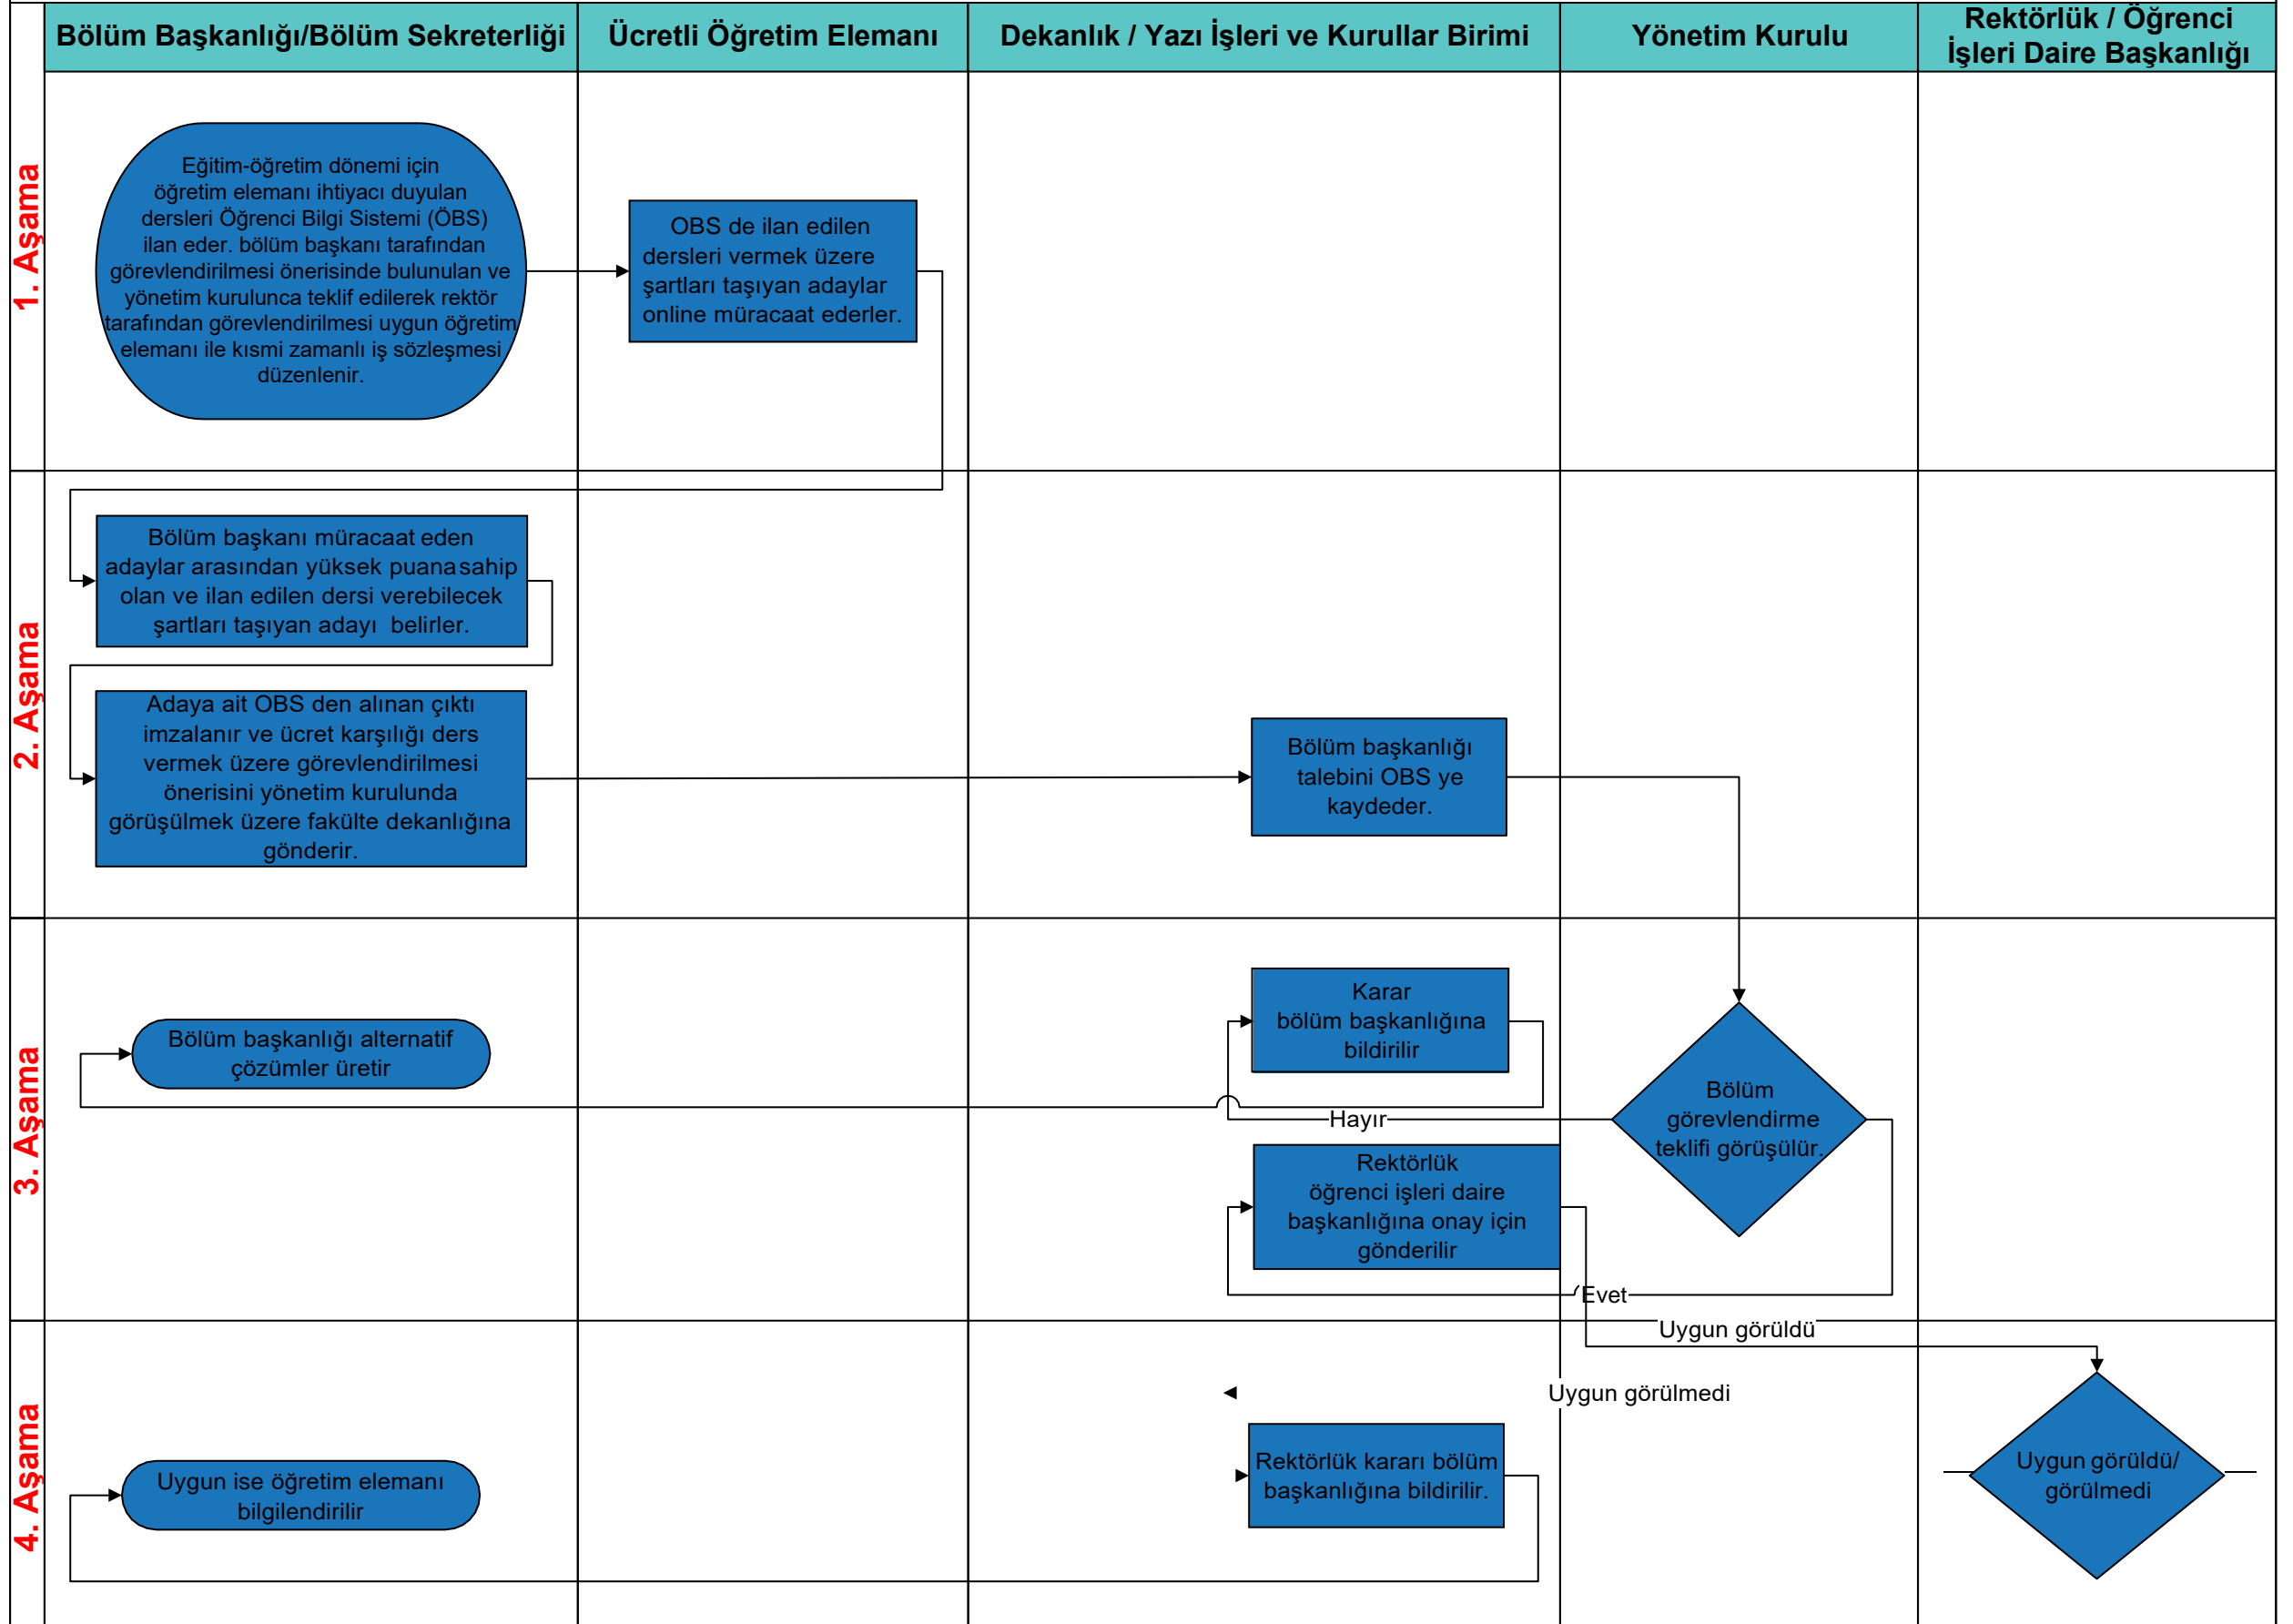 Bölüm Başkanlığı/Bölüm Sekreterliği
Ücretli Öğretim Elemanı
Dekanlık / Yazı İşleri ve Kurullar Birimi
Yönetim Kurulu
Rektörlük / Öğrenci
İşleri Daire Başkanlığı
1. Aşama
Eğitim-öğretim dönemi için
öğretim elemanı ihtiyacı duyulan
dersleri Öğrenci Bilgi Sistemi (ÖBS)
ilan eder. bölüm başkanı tarafından
görevlendirilmesi önerisinde bulunulan ve
yönetim kurulunca teklif edilerek rektör
tarafından görevlendirilmesi uygun öğretim
elemanı ile kısmi zamanlı iş sözleşmesi
düzenlenir.
OBS de ilan edilen
dersleri vermek üzere
şartları taşıyan adaylar
online müracaat ederler.
2. Aşama
Bölüm başkanı müracaat eden
adaylar arasından yüksek puana sahip
olan ve ilan edilen dersi verebilecek
şartları taşıyan adayı belirler.
Adaya ait OBS den alınan çıktı
imzalanır ve ücret karşılığı ders
vermek üzere görevlendirilmesi
önerisini yönetim kurulunda
görüşülmek üzere fakülte dekanlığına
gönderir.
Bölüm başkanlığı
talebini OBS ye
kaydeder.
3. Aşama
Bölüm başkanlığı alternatif
çözümler üretir
Karar
bölüm başkanlığına
bildirilir
Hayır
Bölüm
görevlendirme
teklifi görüşülür.
Rektörlük
öğrenci işleri daire
başkanlığına onay için
gönderilir
Evet
4. Aşama
Uygun görüldü
Uygun görülmedi
Uygun ise öğretim elemanı
bilgilendirilir
Rektörlük kararı bölüm
başkanlığına bildirilir.
Uygun görüldü/
görülmedi